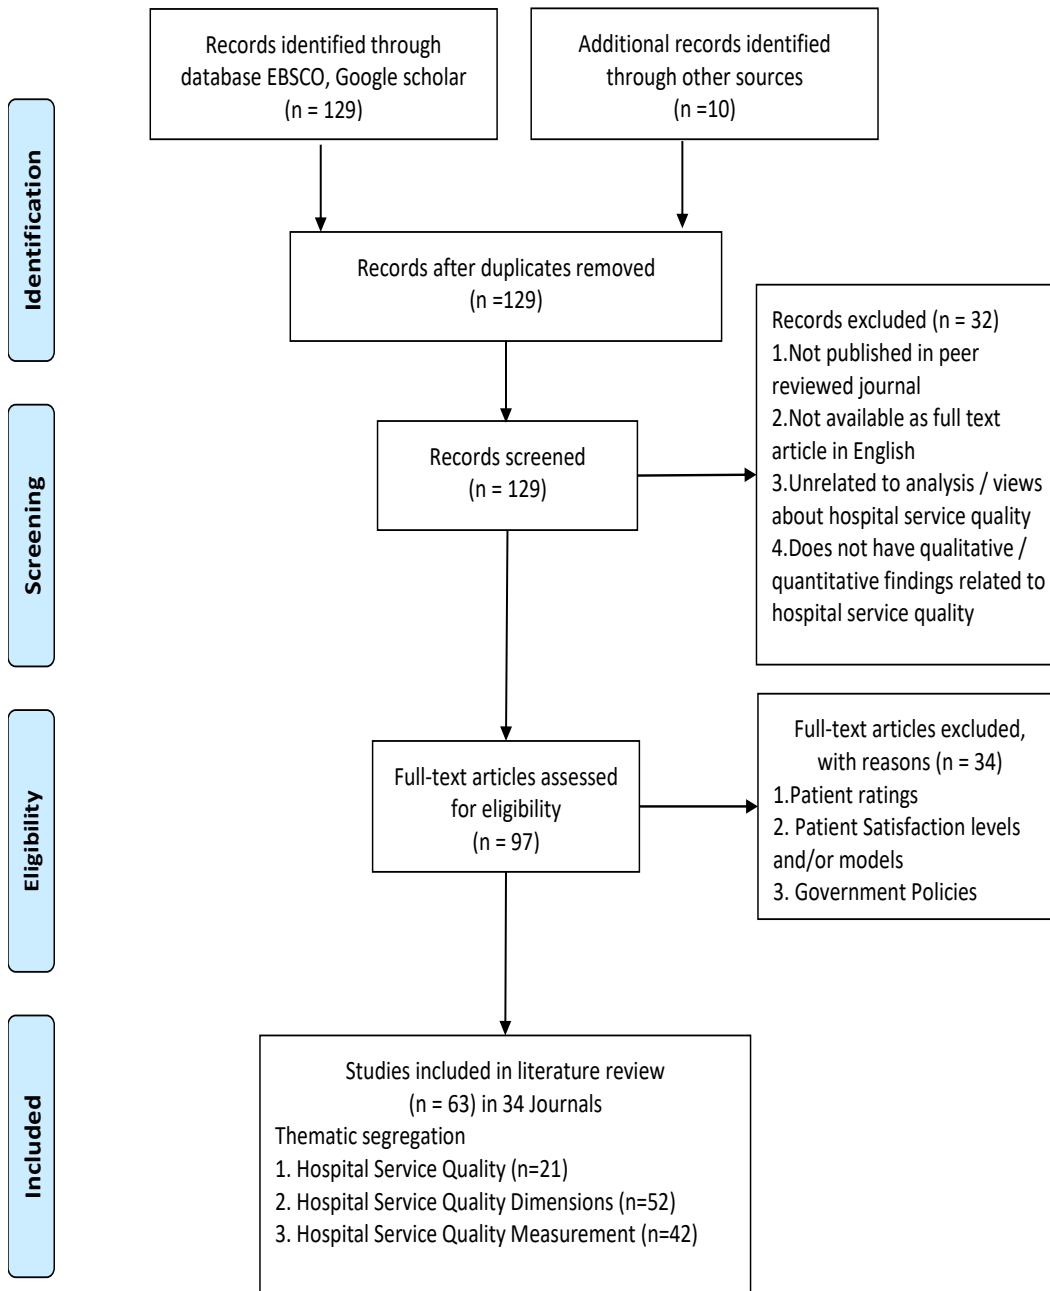 Records identified through
database EBSCO, Google scholar
(n = 129)
Additional records identified
through other sources
(n =10)
Identification
Records after duplicates removed
(n =129)
Records excluded (n = 32)
1.Not published in peer
reviewed journal
2.Not available as full text
article in English
3.Unrelated to analysis / views
about hospital service quality
4.Does not have qualitative /
quantitative findings related to
hospital service quality
Screening
Records screened
(n = 129)
Eligibility
Full-text articles assessed
for eligibility
(n = 97)
Full-text articles excluded,
with reasons (n = 34)
1.Patient ratings
2. Patient Satisfaction levels
and/or models
3. Government Policies
Included
Studies included in literature review
(n = 63) in 34 Journals
Thematic segregation
1. Hospital Service Quality (n=21)
2. Hospital Service Quality Dimensions (n=52)
3. Hospital Service Quality Measurement (n=42)